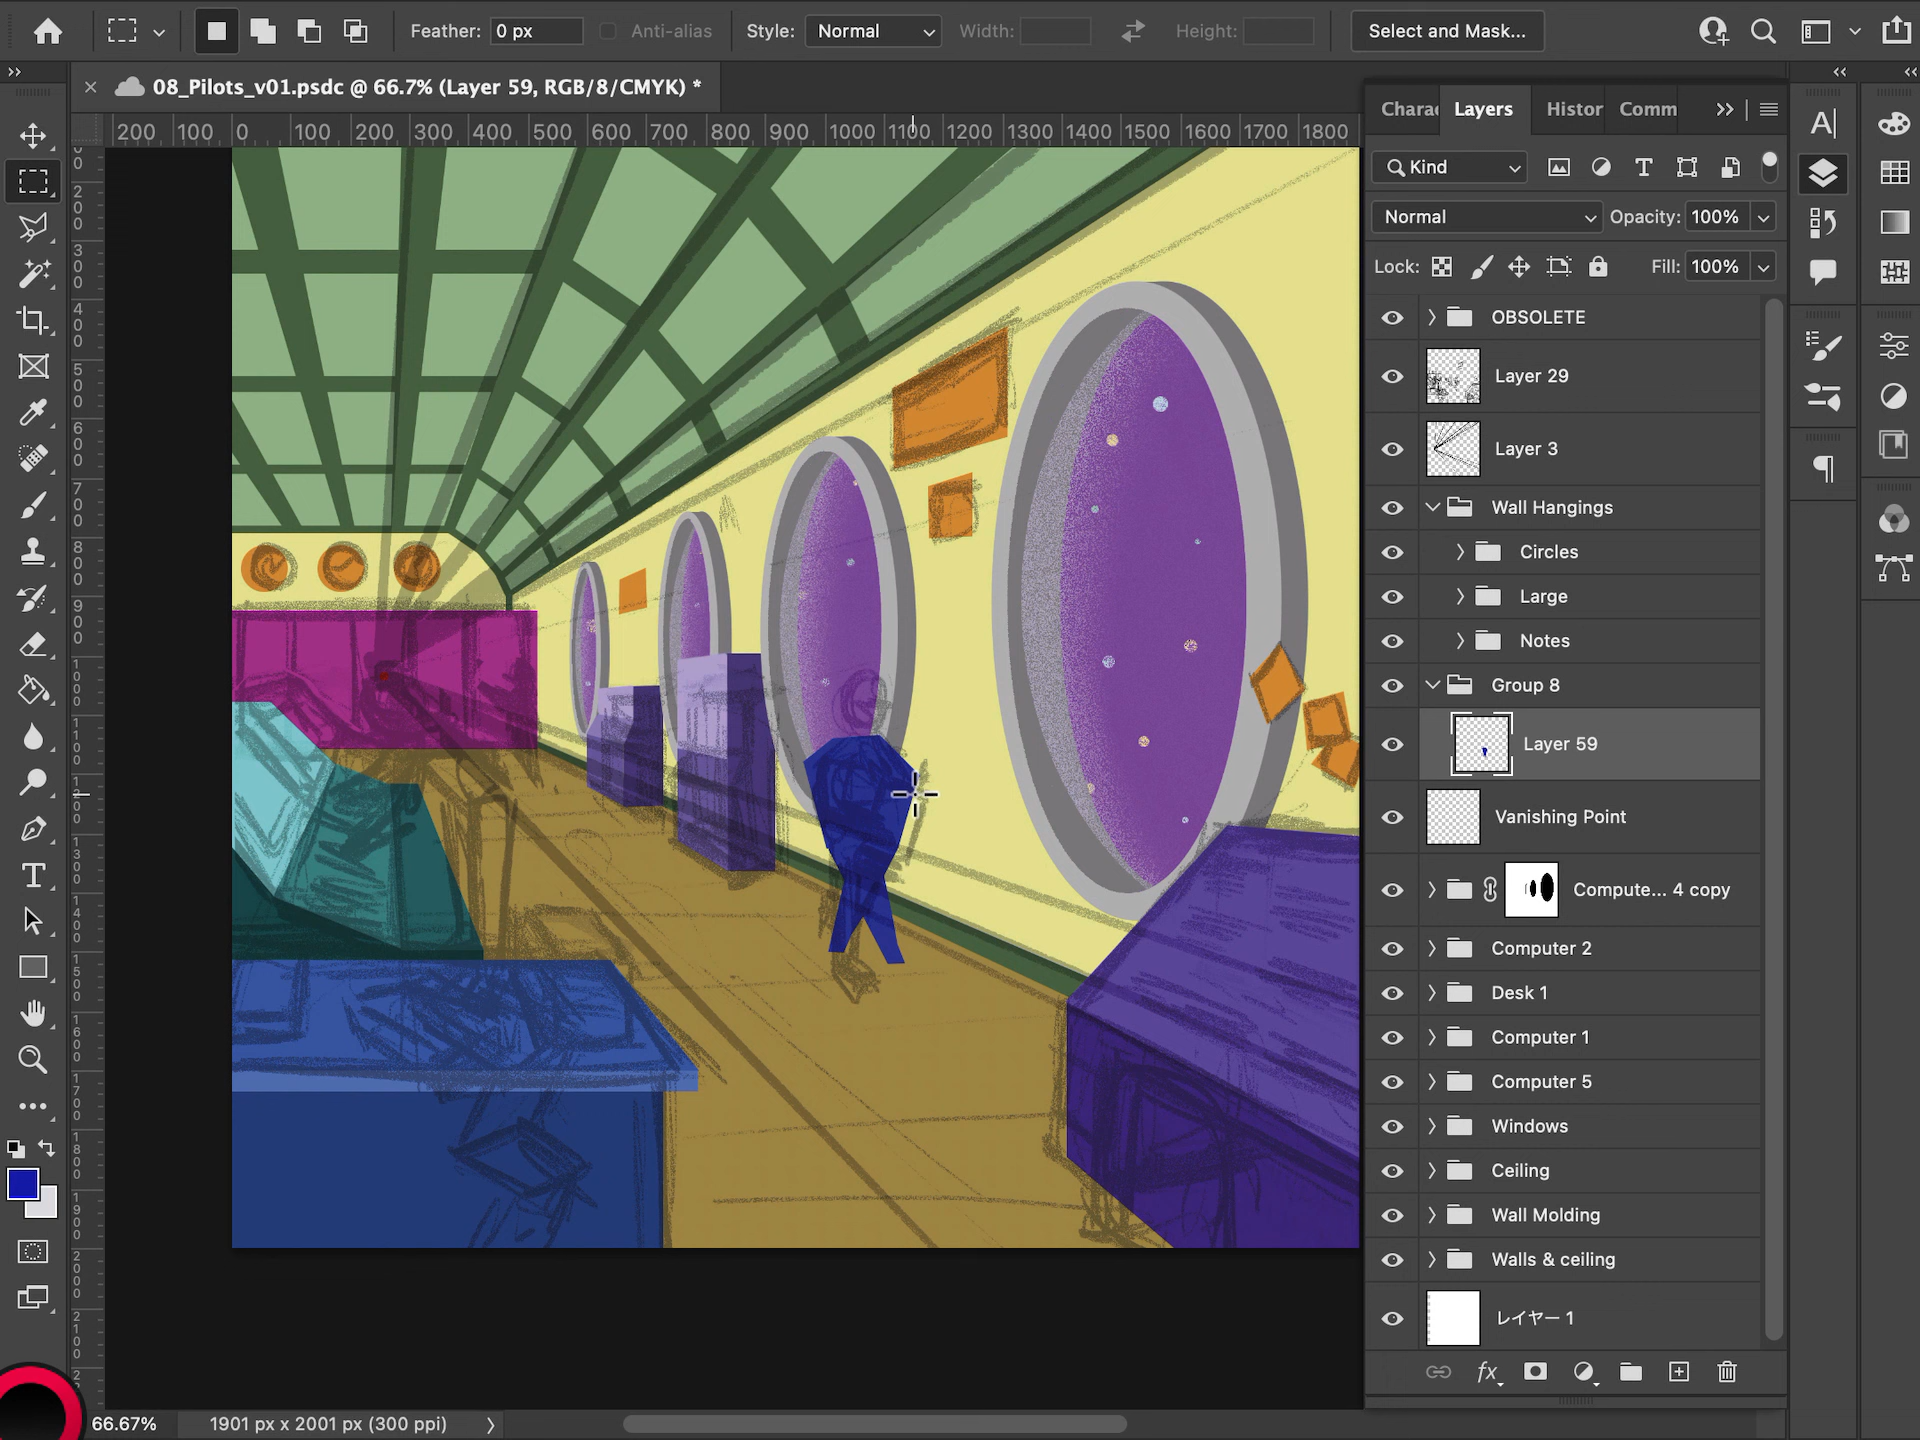 Feather: 0 px Anti-alias Style: Normal Width: Height: Select and Mask...
08_Pilots_v01.psdc @ 66.7% (Layer 59, RGB/8/CMYK) *
Charac Layers Histor Comm
200 100 0 100 200 300 400 500 600 700 800 900 1000 1100 1200 1300 1400 1500 1600 1700 1800
Kind
Normal Opacity: 100%
Lock: Fill: 100%
OBSOLETE
Layer 29
Layer 3
Wall Hangings
Circles
Large
Notes
Group 8
Layer 59
Vanishing Point
Compute... 4 copy
Computer 2
Desk 1
Computer 1
Computer 5
Windows
Ceiling
Wall Molding
Walls & ceiling
レイヤー 1
fx
66.67% 1901 px x 2001 px (300 ppi)